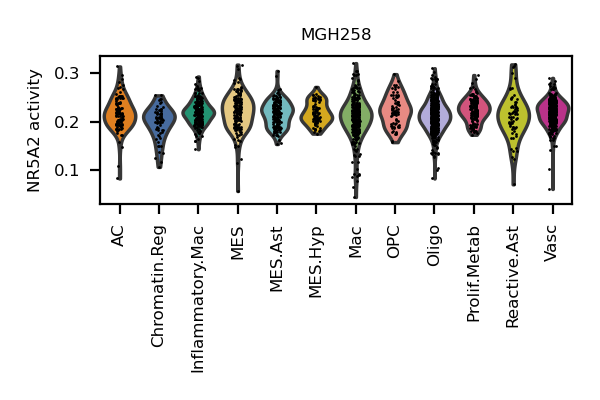 MGH258
NR5A2 activity
0.3
0.2
0.1
AC
Chromatin.Reg
Inflammatory.Mac
MES
MES.Ast
MES.Hyp
Mac
OPC
Oligo
Prolif.Metab
Reactive.Ast
Vasc